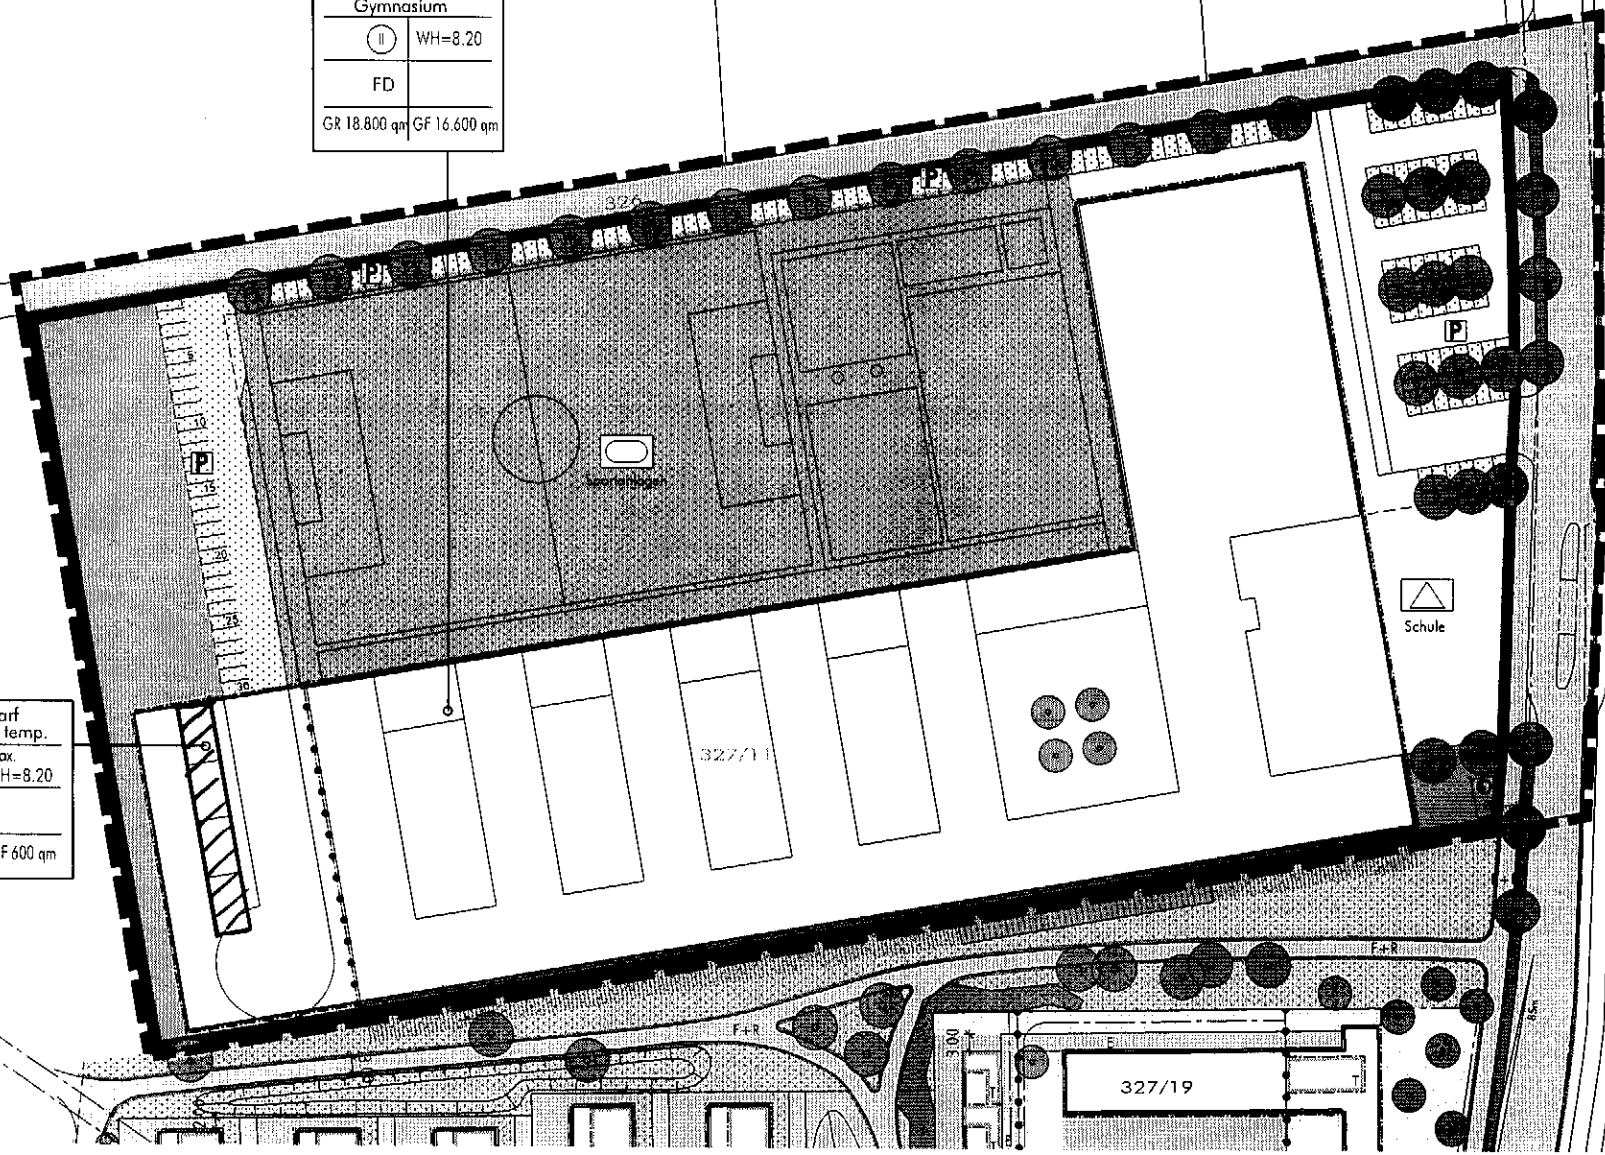 Gymnasium
II WH=8.20
FD
GR 18.800 qm GF 16.600 qm
326
P
P
P
5
10
P
15
20
25
30
Sportanlagen
Schule
327/11
arf
temp.
ax.
H=8.20
F 600 qm
F+R
F+R
327/19
T